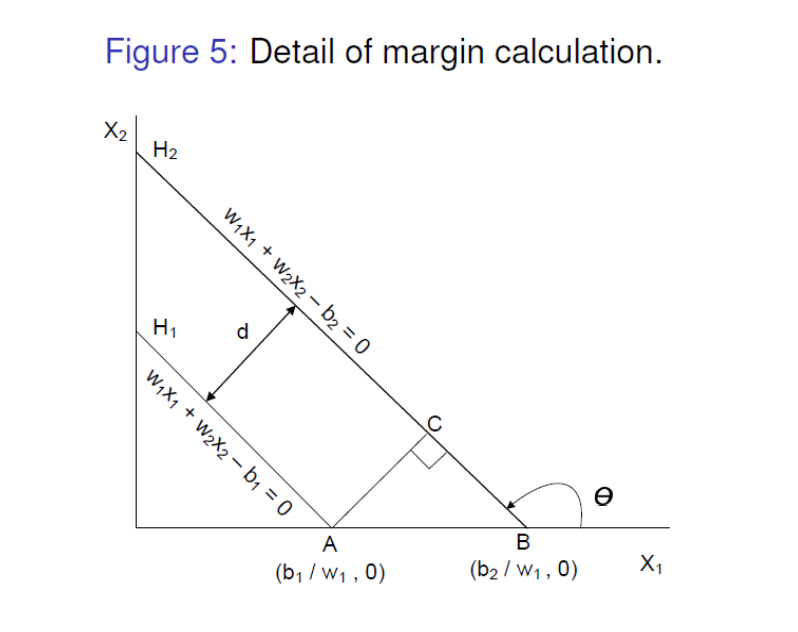 Figure 5: Detail of margin calculation.
X₂
H₂
w₁x₁ + w₂x₂ – b₂ = 0
H₁
d
w₁x₁ + w₂x₂ – b₁ = 0
C
Θ
A
B
(b₁ / w₁ , 0)
(b₂ / w₁ , 0)
X₁